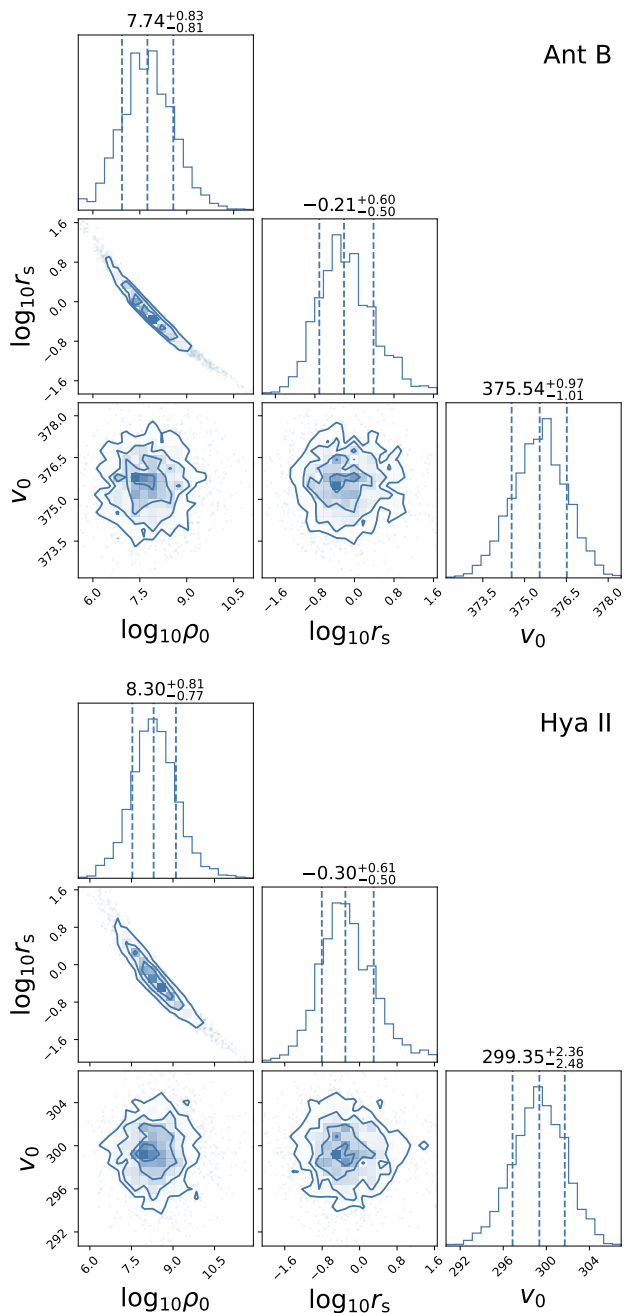 7.74+0.83−0.81
Ant B
1.6
0.8
0.0
−0.8
−1.6
log10rs
−0.21+0.60−0.50
378.0
376.5
375.0
373.5
v0
375.54+0.97−1.01
6.0 7.5 9.0 10.5
−1.6 −0.8 0.0 0.8 1.6
373.5 375.0 376.5 378.0
log10ρ0
log10rs
v0
8.30+0.81−0.77
Hya II
1.6
0.8
0.0
−0.8
−1.6
log10rs
−0.30+0.61−0.50
304
300
296
292
v0
299.35+2.36−2.48
6.0 7.5 9.0 10.5
−1.6 −0.8 0.0 0.8 1.6
292 296 300 304
log10ρ0
log10rs
v0